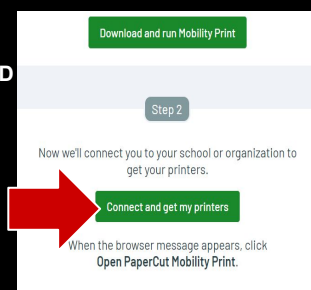 Download and run Mobility Print
D
Step 2
Now we'll connect you to your school or organization to
get your printers.
Connect and get my printers
When the browser message appears, click
Open PaperCut Mobility Print.